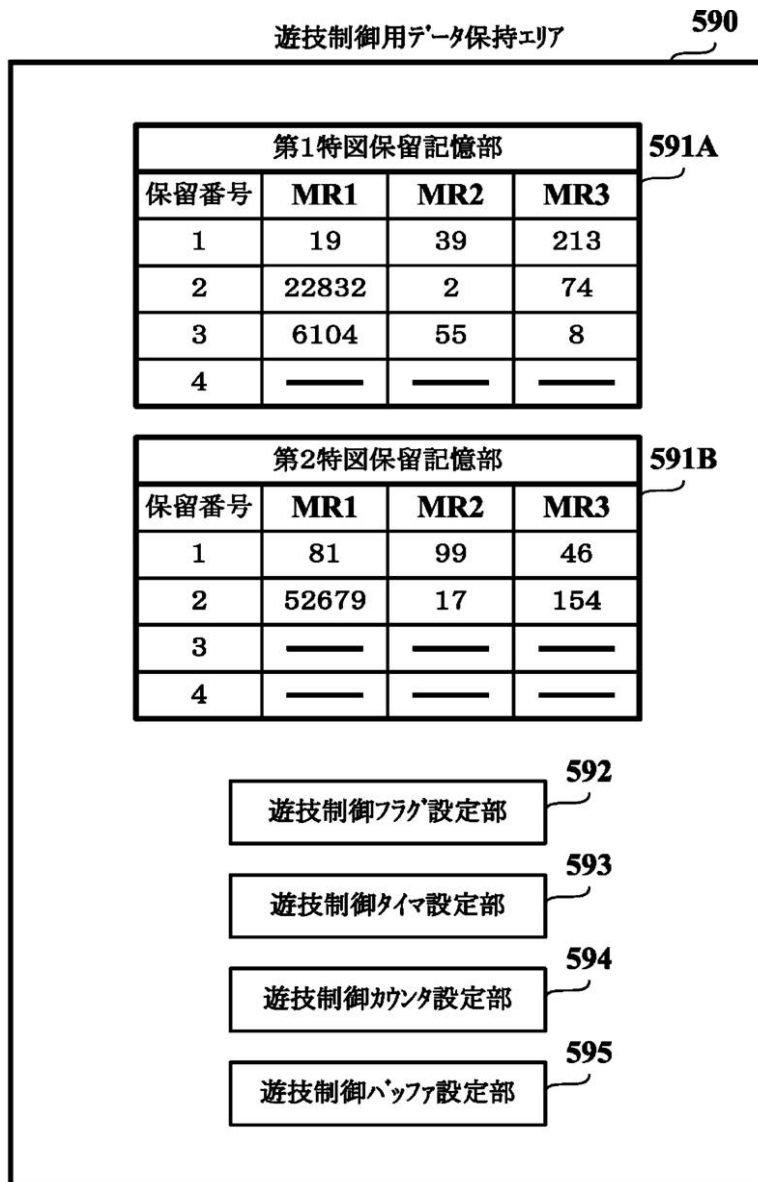 590
遊技制御用ﾃﾞｰﾀ保持ｴﾘｱ
第1特図保留記憶部 591A
保留番号 MR1 MR2 MR3
1 19 39 213
2 22832 2 74
3 6104 55 8
4 ——— ——— ———
第2特図保留記憶部 591B
保留番号 MR1 MR2 MR3
1 81 99 46
2 52679 17 154
3 ——— ——— ———
4 ——— ——— ———
592
遊技制御ﾌﾗｸﾞ設定部
593
遊技制御ﾀｲﾏ設定部
594
遊技制御ｶｳﾝﾀ設定部
595
遊技制御ﾊﾞｯﾌｧ設定部